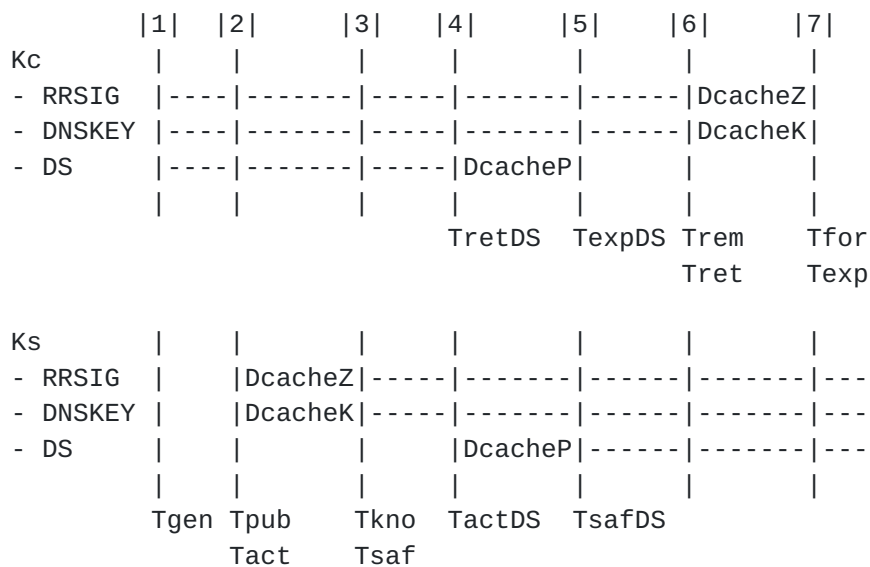 |1|  |2|     |3|   |4|     |5|    |6|     |7|
Kc        |    |       |     |       |      |       |
- RRSIG   |----|-------|-----|-------|------|DcacheZ|
- DNSKEY  |----|-------|-----|-------|------|DcacheK|
- DS      |----|-------|-----|DcacheP|      |       |
          |    |       |     |       |      |       |
                            TretDS  TexpDS Trem    Tfor
                                           Tret    Texp
Ks        |    |       |     |       |      |       |
- RRSIG   |    |DcacheZ|-----|-------|------|-------|---
- DNSKEY  |    |DcacheK|-----|-------|------|-------|---
- DS      |    |       |     |DcacheP|------|-------|---
          |    |       |     |       |      |       |
         Tgen Tpub    Tkno  TactDS  TsafDS
              Tact    Tsaf